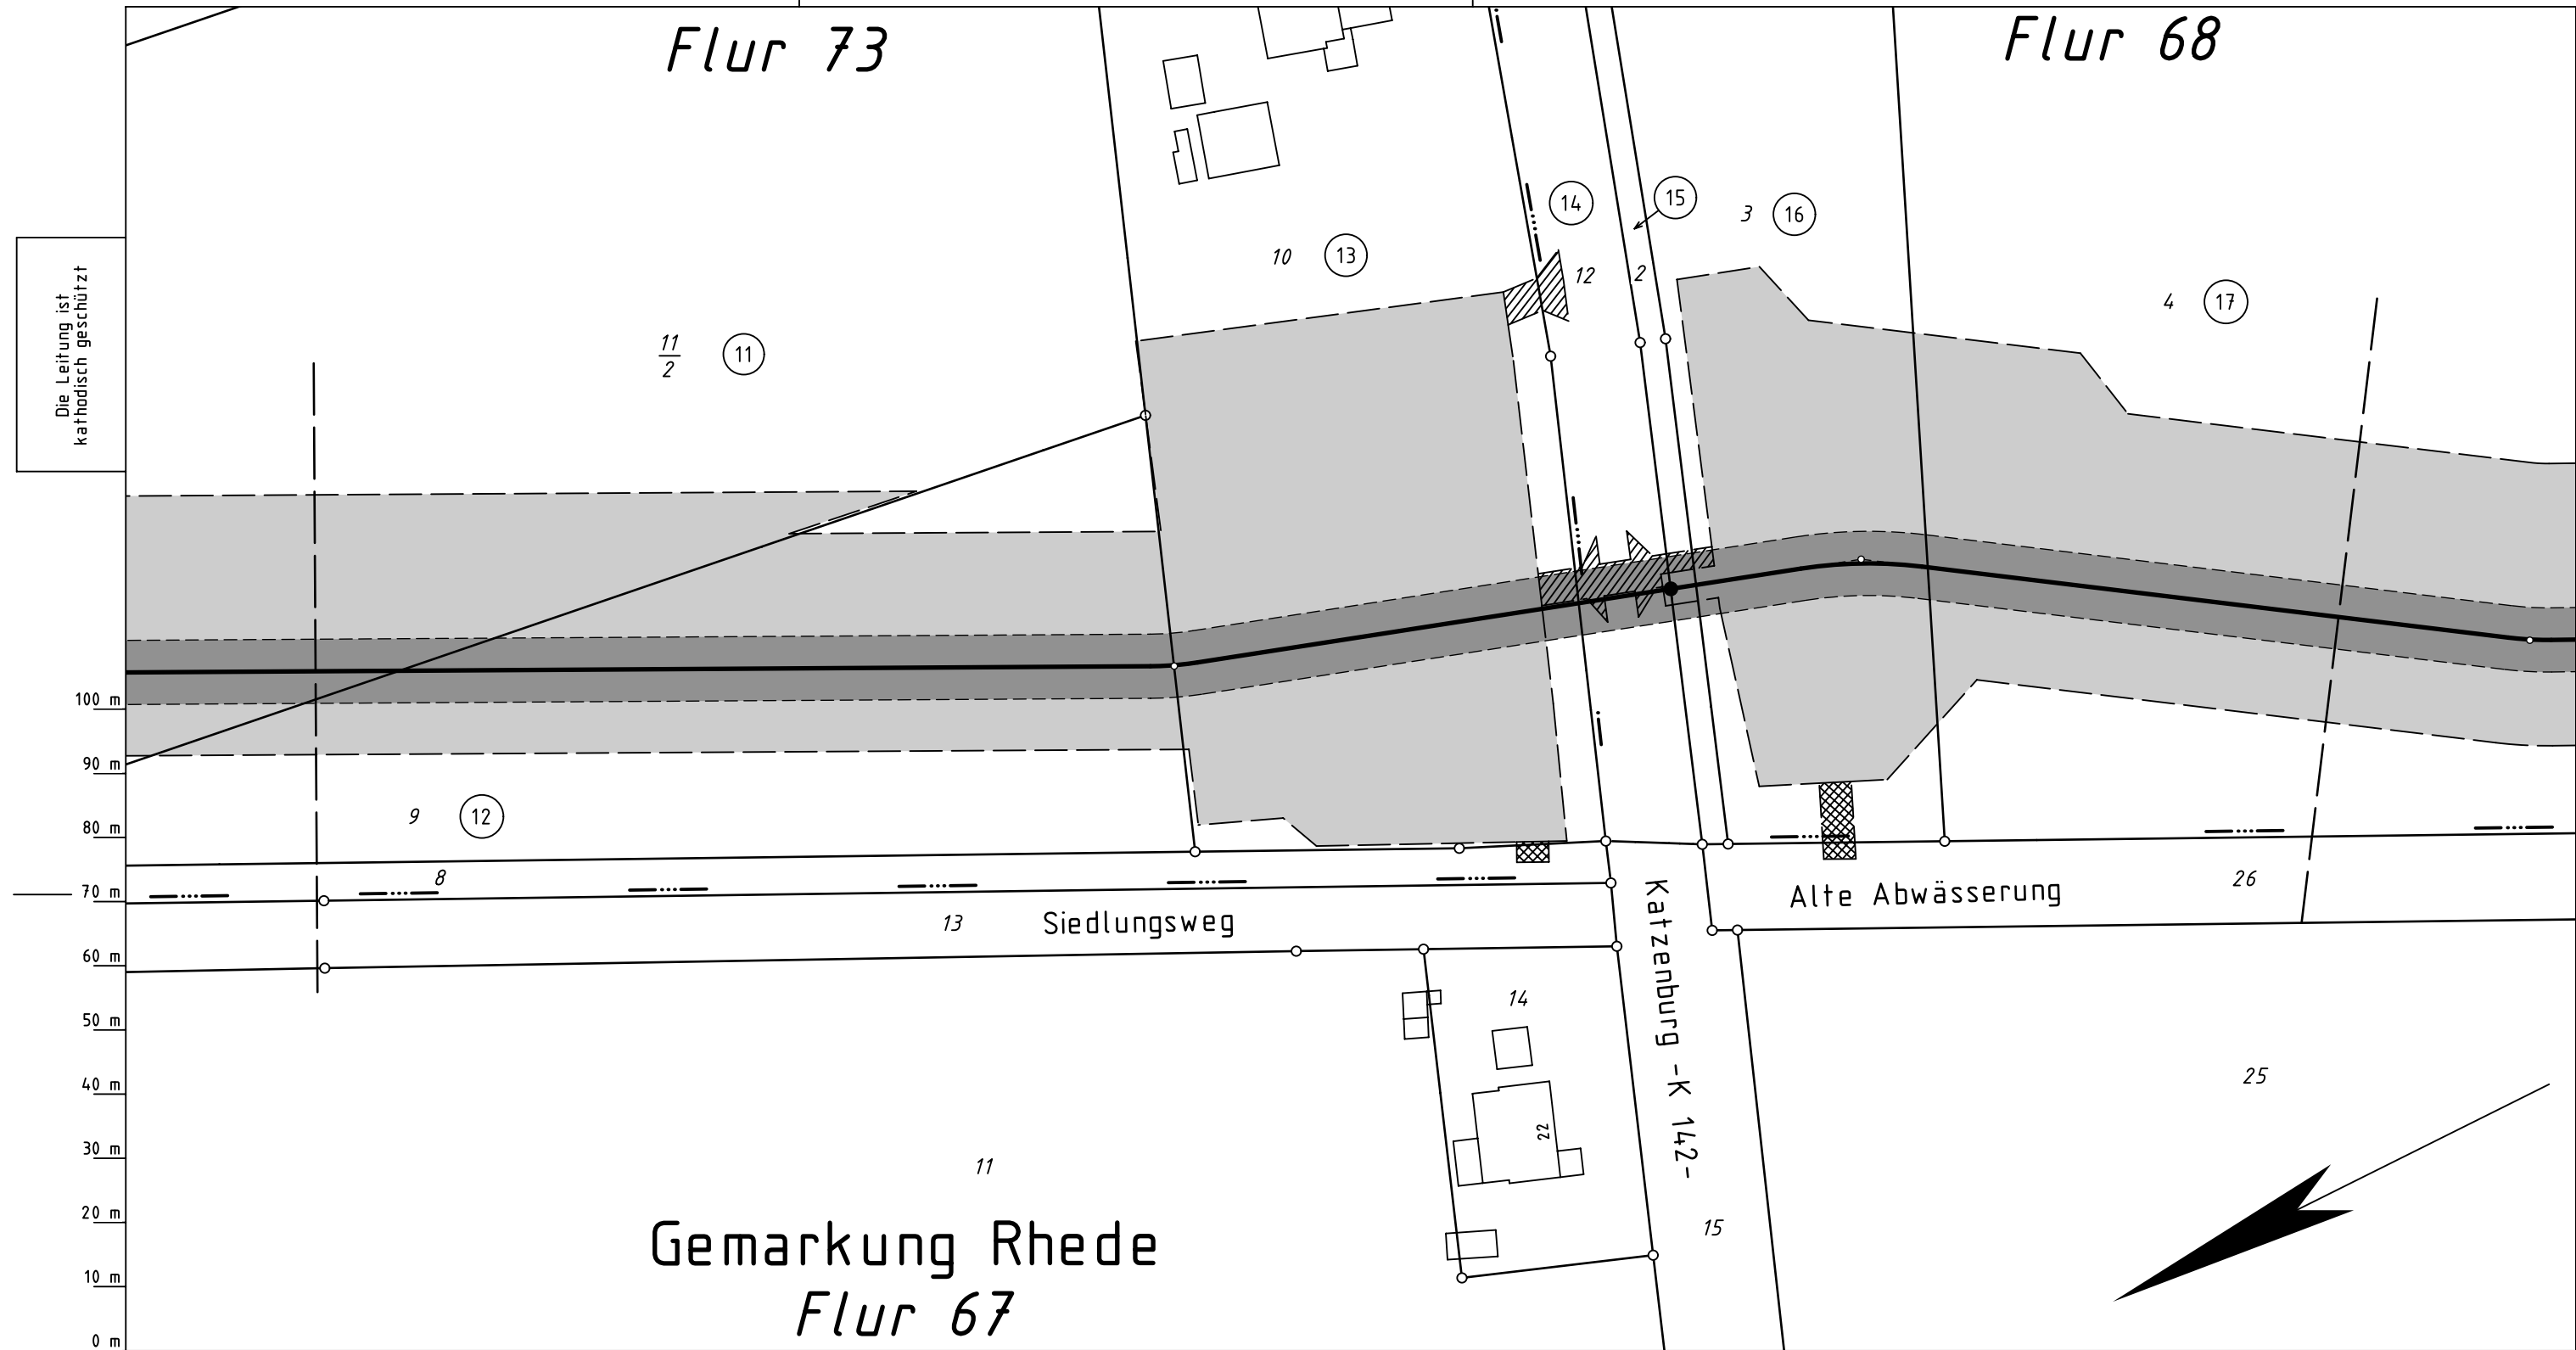 Flur 73
Flur 68
14
15
3
16
10
13
12
2
4
17
11
2
11
Die Leitung ist
kathodisch geschützt
100 m
90 m
80 m
70 m
60 m
50 m
40 m
30 m
20 m
10 m
0 m
9
12
8
13
Siedlungsweg
Alte Abwässerung
26
Katzenburg -K 142-
14
22
25
11
15
Gemarkung Rhede
Flur 67